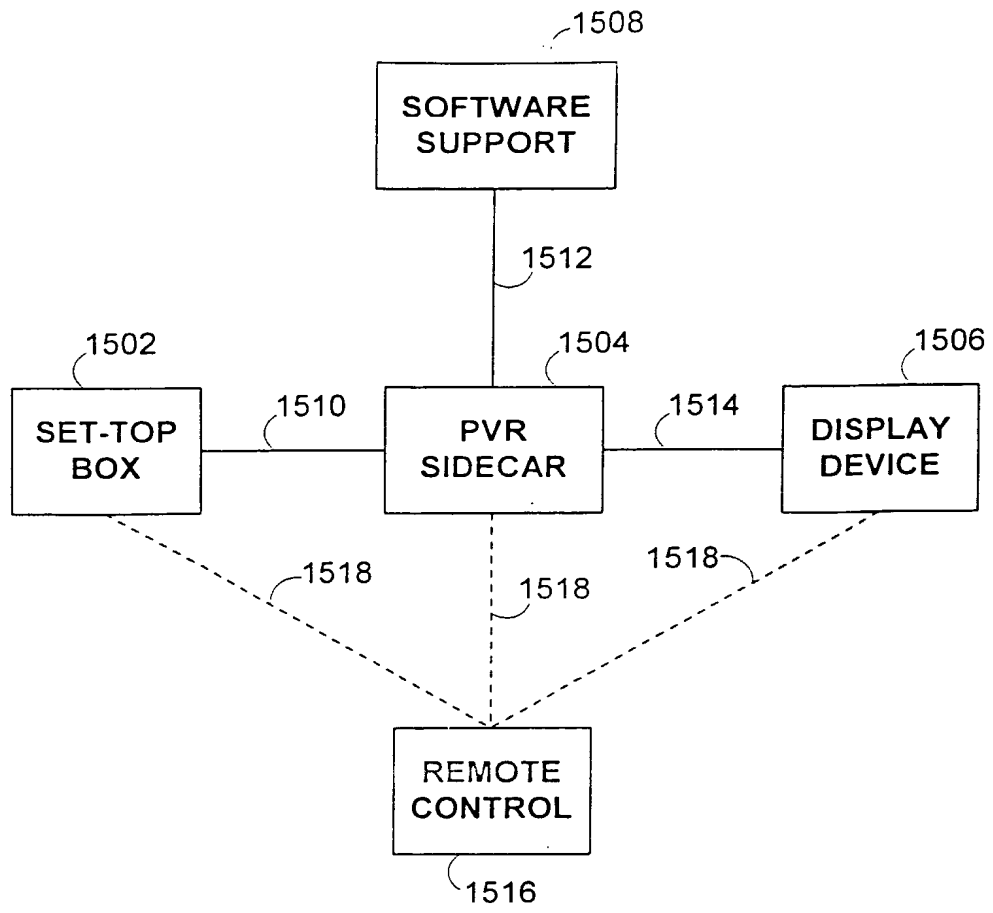 1508
SOFTWARE
SUPPORT
1512
1502
1504
1506
SET-TOP
BOX
1510
PVR
SIDECAR
1514
DISPLAY
DEVICE
1518
1518
1518
REMOTE
CONTROL
1516